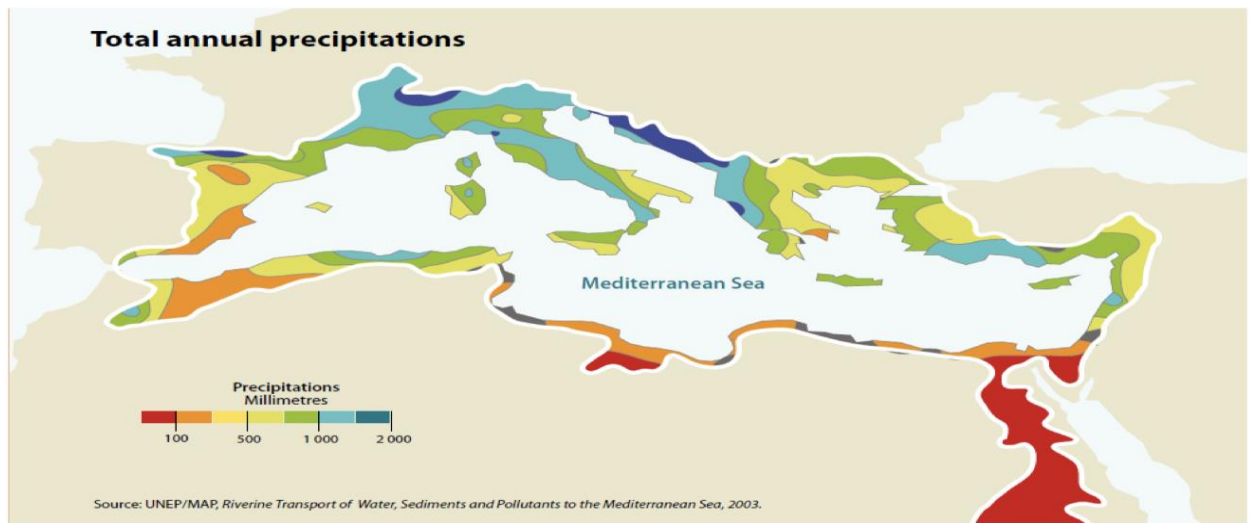 Total annual precipitations
Mediterranean Sea
Precipitations
Millimetres
100 500 1 000 2 000
Source: UNEP/MAP, Riverine Transport of Water, Sediments and Pollutants to the Mediterranean Sea, 2003.